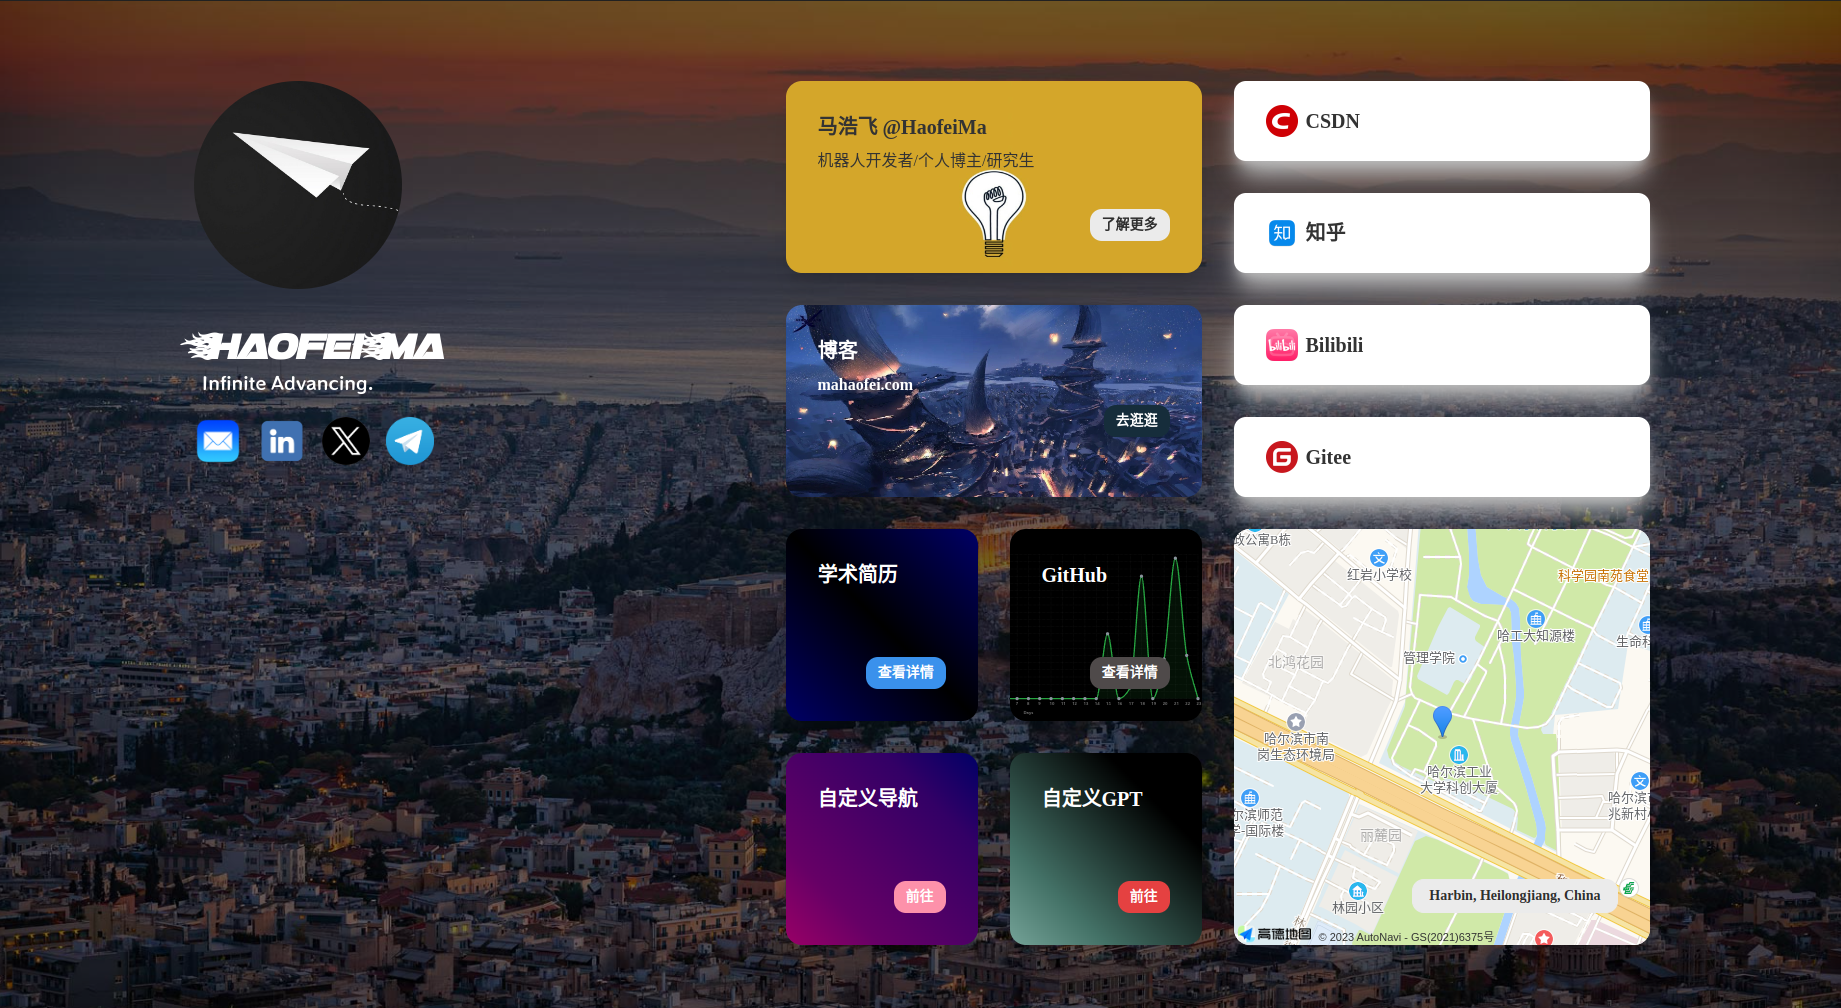 HAOFEIMA
Infinite Advancing.
in
马浩飞 @HaofeiMa
机器人开发者/个人博主/研究生
了解更多
博客
mahaofei.com
去逛逛
学术简历
查看详情
GitHub
查看详情
Days
自定义导航
前往
自定义GPT
前往
CSDN
知
知乎
bilibili
Bilibili
G
Gitee
政公寓B栋
文
红岩小学校
科学园南苑食堂
哈工大知源楼
生命科
管理学院
北鸿花园
哈尔滨市南
岗生态环境局
哈尔滨工业
大学科创大厦
文
哈尔滨
兆新村
尔滨师范
学-国际楼
丽麓园
Harbin, Heilongjiang, China
林园小区
高德地图
© 2023 AutoNavi - GS(2021)6375号